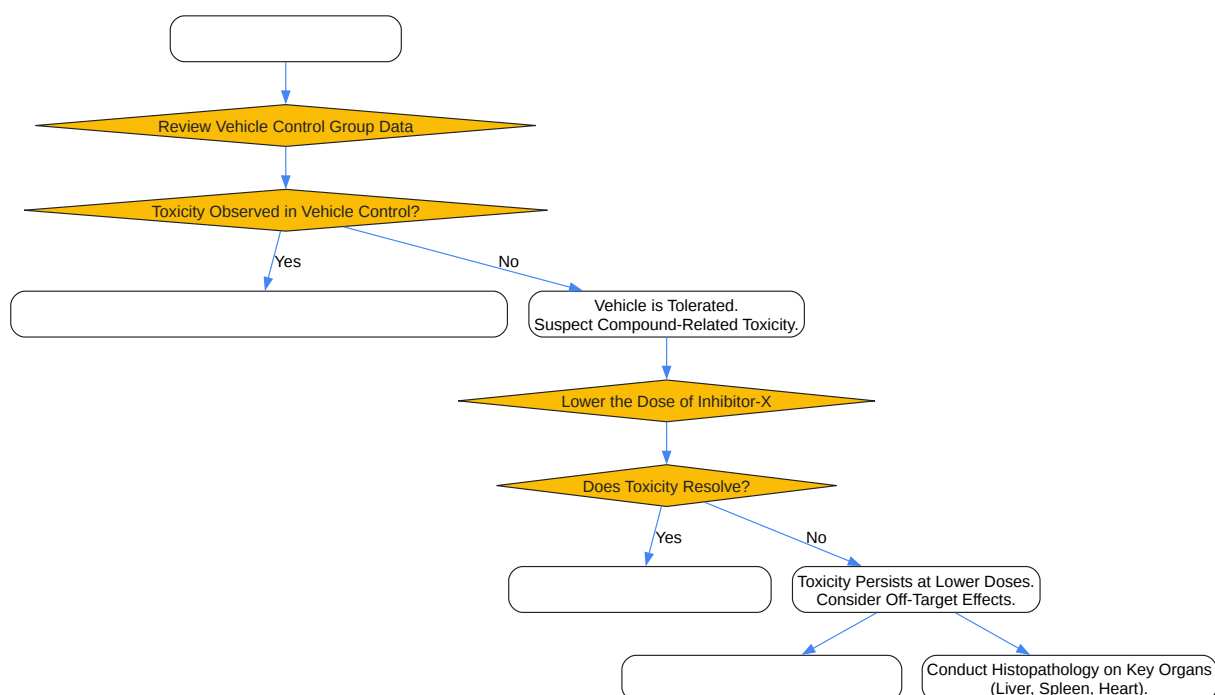 Review Vehicle Control Group Data
Toxicity Observed in Vehicle Control?
Yes
No
Vehicle is Tolerated.
Suspect Compound-Related Toxicity.
Lower the Dose of Inhibitor-X
Does Toxicity Resolve?
Yes
No
Toxicity Persists at Lower Doses.
Consider Off-Target Effects.
Conduct Histopathology on Key Organs
(Liver, Spleen, Heart).